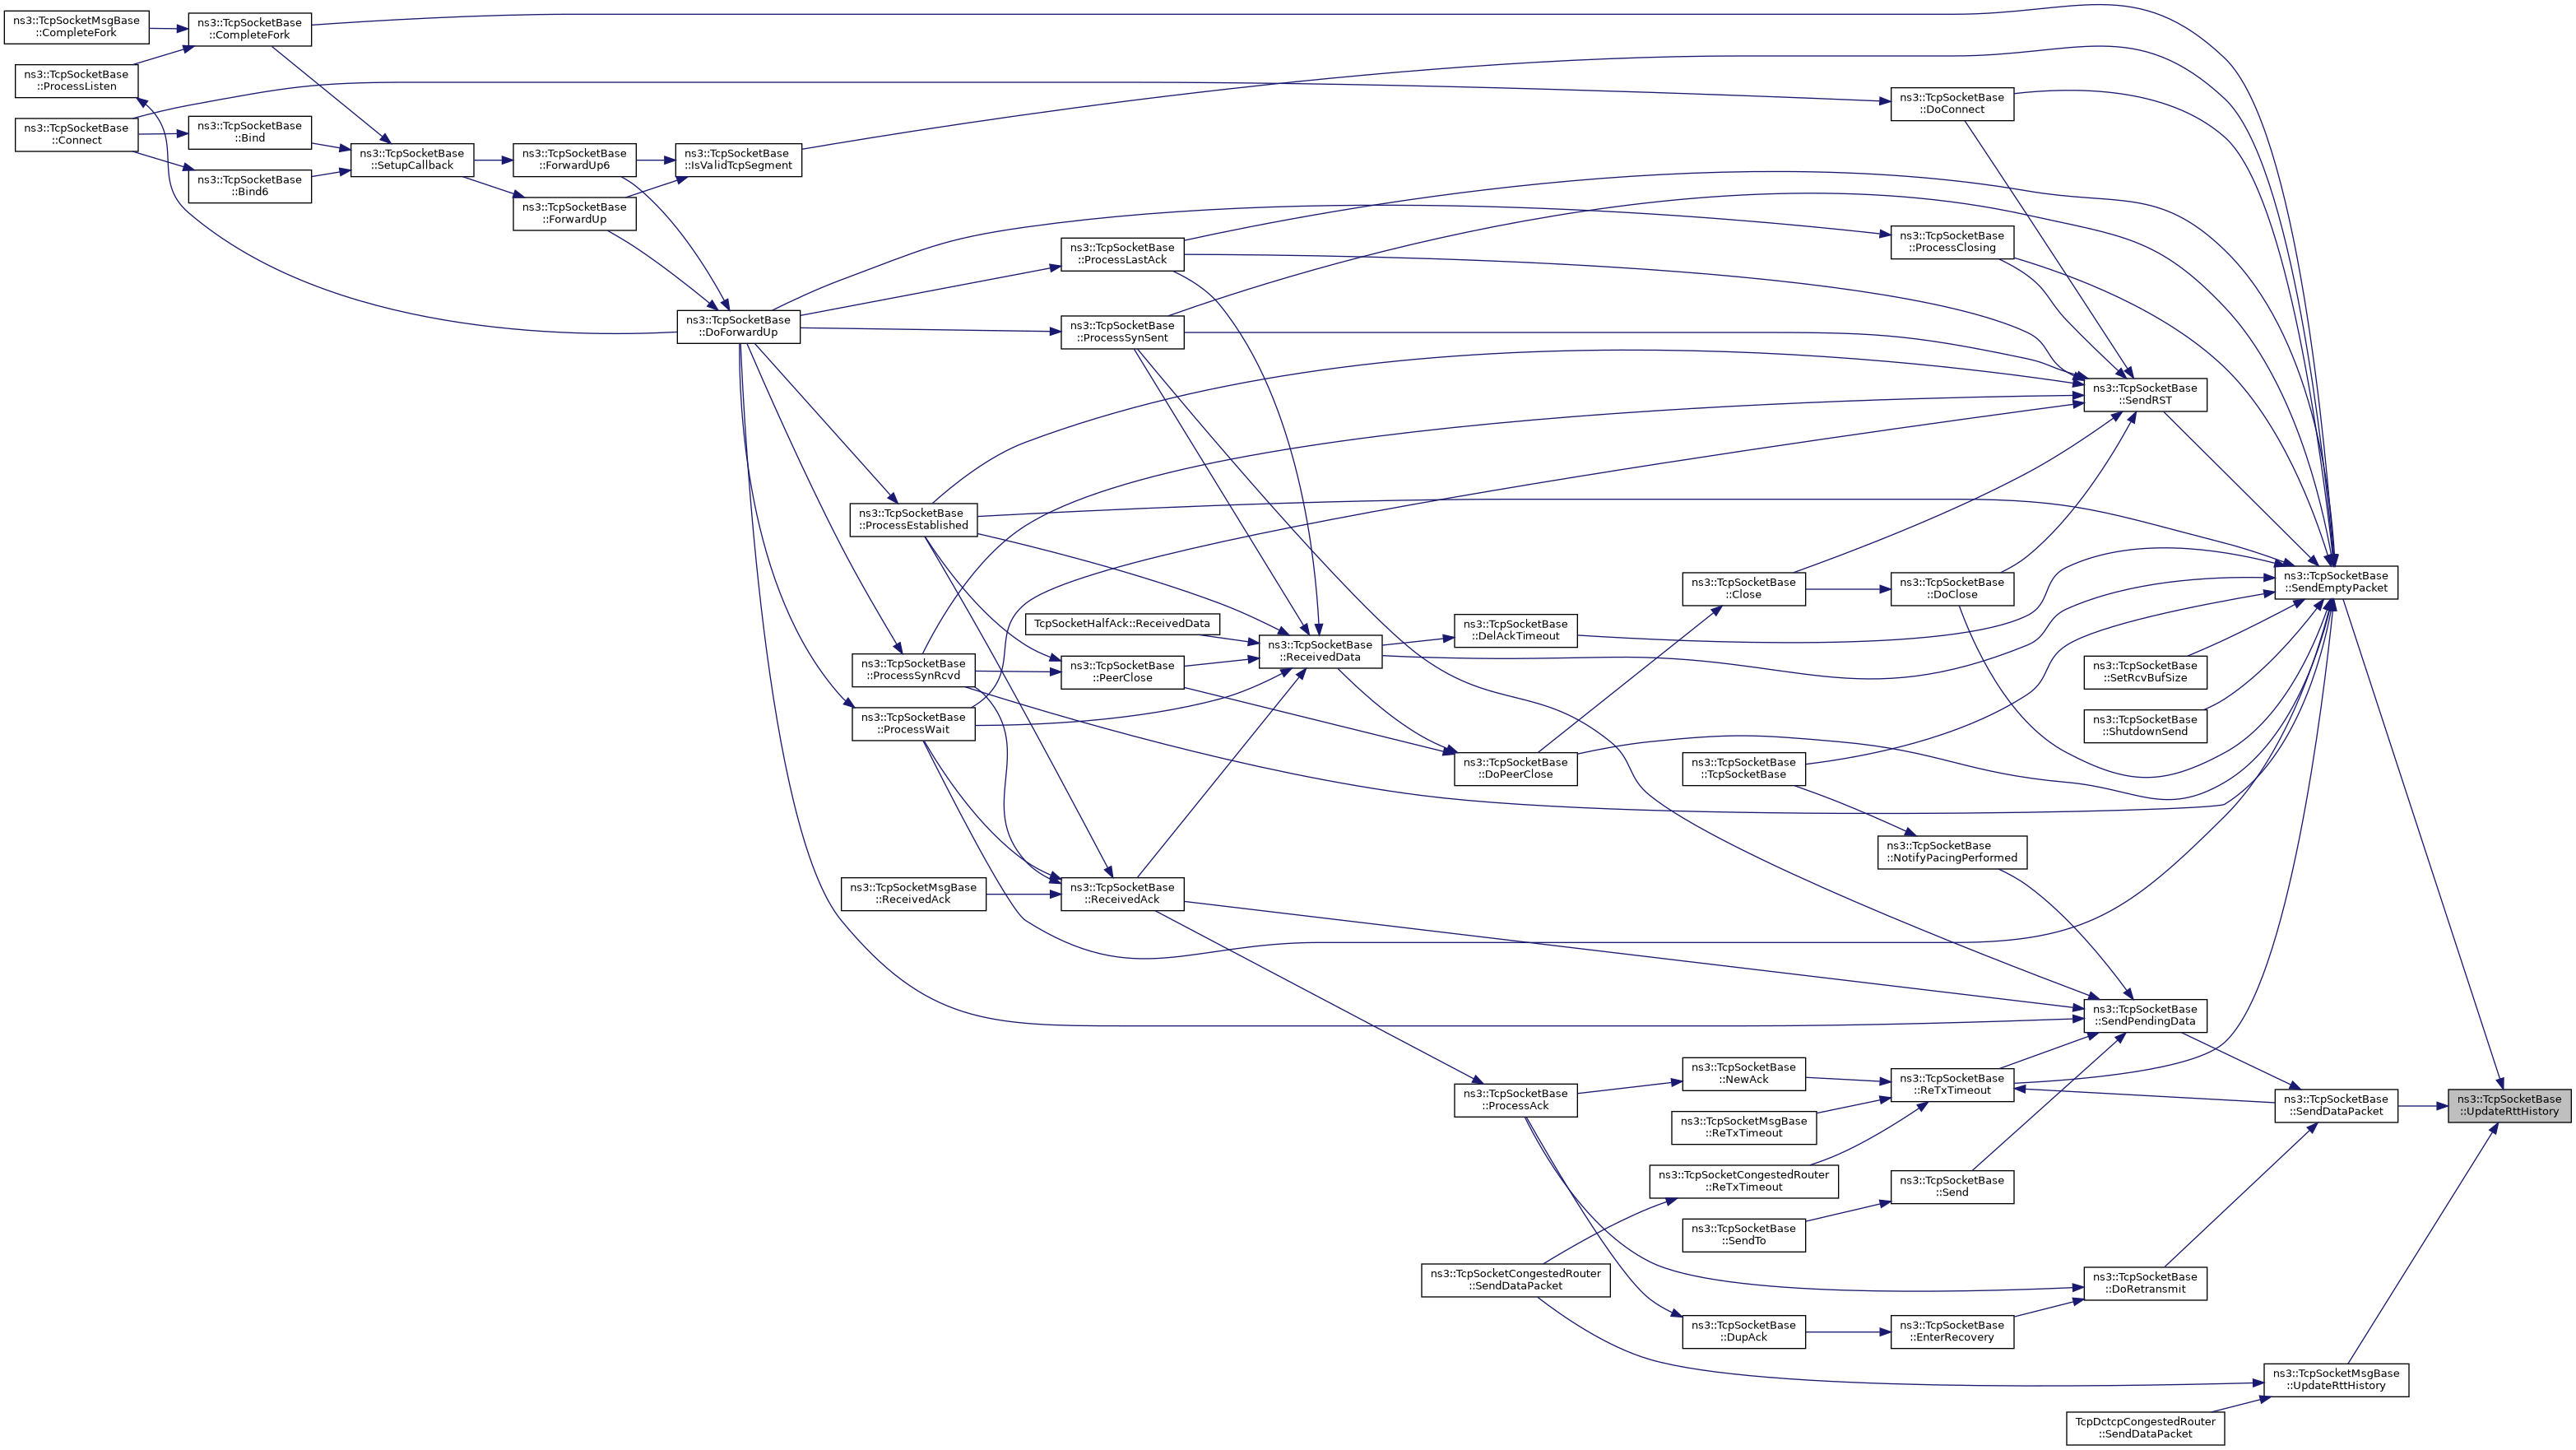 ns3::TcpSocketMsgBase
::CompleteFork
ns3::TcpSocketBase
::CompleteFork
ns3::TcpSocketBase
::ProcessListen
ns3::TcpSocketBase
::Connect
ns3::TcpSocketBase
::Bind
ns3::TcpSocketBase
::Bind6
ns3::TcpSocketBase
::SetupCallback
ns3::TcpSocketBase
::ForwardUp6
ns3::TcpSocketBase
::ForwardUp
ns3::TcpSocketBase
::IsValidTcpSegment
ns3::TcpSocketBase
::DoForwardUp
ns3::TcpSocketBase
::DoConnect
ns3::TcpSocketBase
::ProcessLastAck
ns3::TcpSocketBase
::ProcessClosing
ns3::TcpSocketBase
::ProcessSynSent
ns3::TcpSocketBase
::SendRST
ns3::TcpSocketBase
::ProcessEstablished
ns3::TcpSocketBase
::Close
ns3::TcpSocketBase
::DoClose
ns3::TcpSocketBase
::SendEmptyPacket
TcpSocketHalfAck::ReceivedData
ns3::TcpSocketBase
::DelAckTimeout
ns3::TcpSocketBase
::ReceivedData
ns3::TcpSocketBase
::ProcessSynRcvd
ns3::TcpSocketBase
::PeerClose
ns3::TcpSocketBase
::SetRcvBufSize
ns3::TcpSocketBase
::ProcessWait
ns3::TcpSocketBase
::ShutdownSend
ns3::TcpSocketBase
::DoPeerClose
ns3::TcpSocketBase
::TcpSocketBase
ns3::TcpSocketBase
::NotifyPacingPerformed
ns3::TcpSocketMsgBase
::ReceivedAck
ns3::TcpSocketBase
::ReceivedAck
ns3::TcpSocketBase
::SendPendingData
ns3::TcpSocketBase
::ProcessAck
ns3::TcpSocketBase
::NewAck
ns3::TcpSocketBase
::ReTxTimeout
ns3::TcpSocketBase
::SendDataPacket
ns3::TcpSocketBase
::UpdateRttHistory
ns3::TcpSocketMsgBase
::ReTxTimeout
ns3::TcpSocketCongestedRouter
::ReTxTimeout
ns3::TcpSocketBase
::Send
ns3::TcpSocketBase
::SendTo
ns3::TcpSocketCongestedRouter
::SendDataPacket
ns3::TcpSocketBase
::DoRetransmit
ns3::TcpSocketBase
::DupAck
ns3::TcpSocketBase
::EnterRecovery
ns3::TcpSocketMsgBase
::UpdateRttHistory
TcpDctcpCongestedRouter
::SendDataPacket